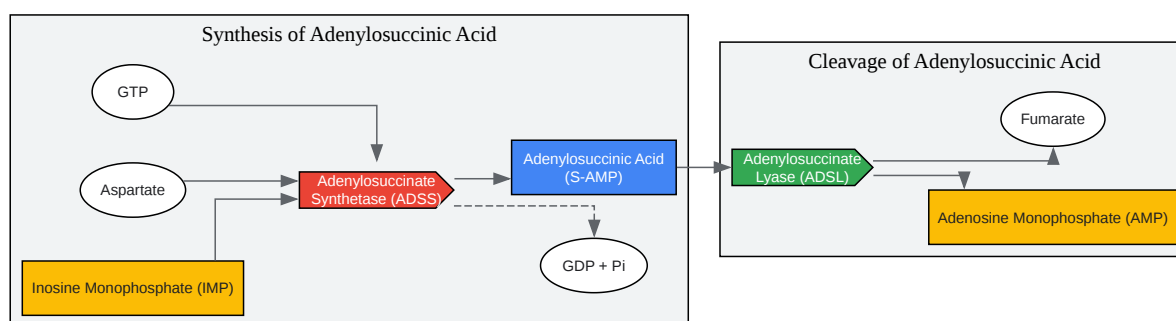 Synthesis of Adenylosuccinic Acid
GTP
Aspartate
Inosine Monophosphate (IMP)
Adenylosuccinate
Synthetase (ADSS)
Adenylosuccinic Acid
(S-AMP)
GDP + Pi
Cleavage of Adenylosuccinic Acid
Adenylosuccinate
Lyase (ADSL)
Fumarate
Adenosine Monophosphate (AMP)